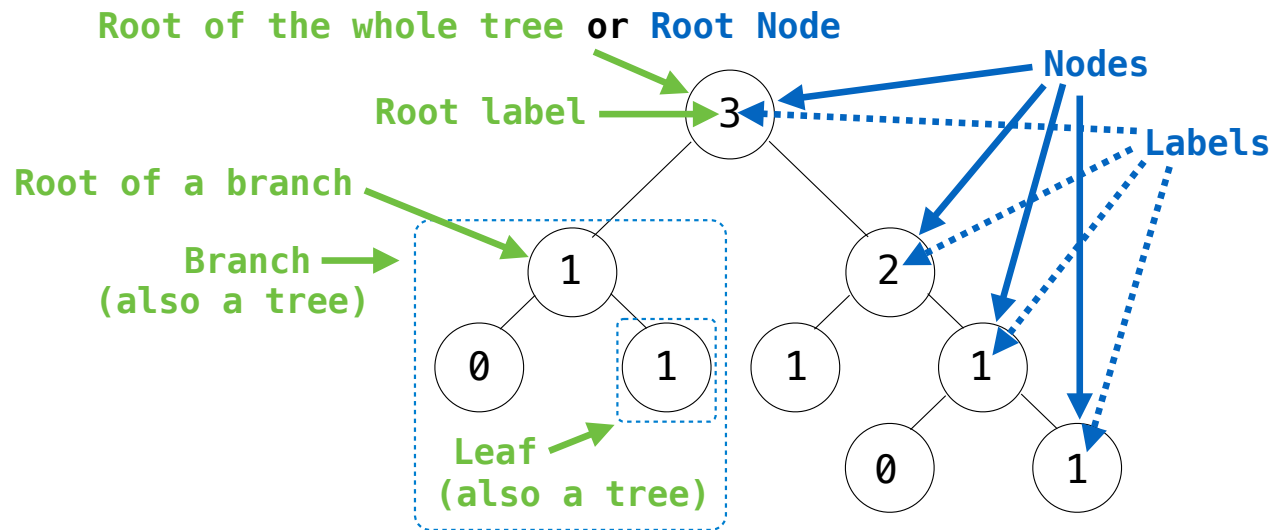 Root of the whole tree or Root Node
Nodes
Root label
3
Labels
Root of a branch
Branch
(also a tree)
1
2
0
1
1
1
Leaf
(also a tree)
0
1